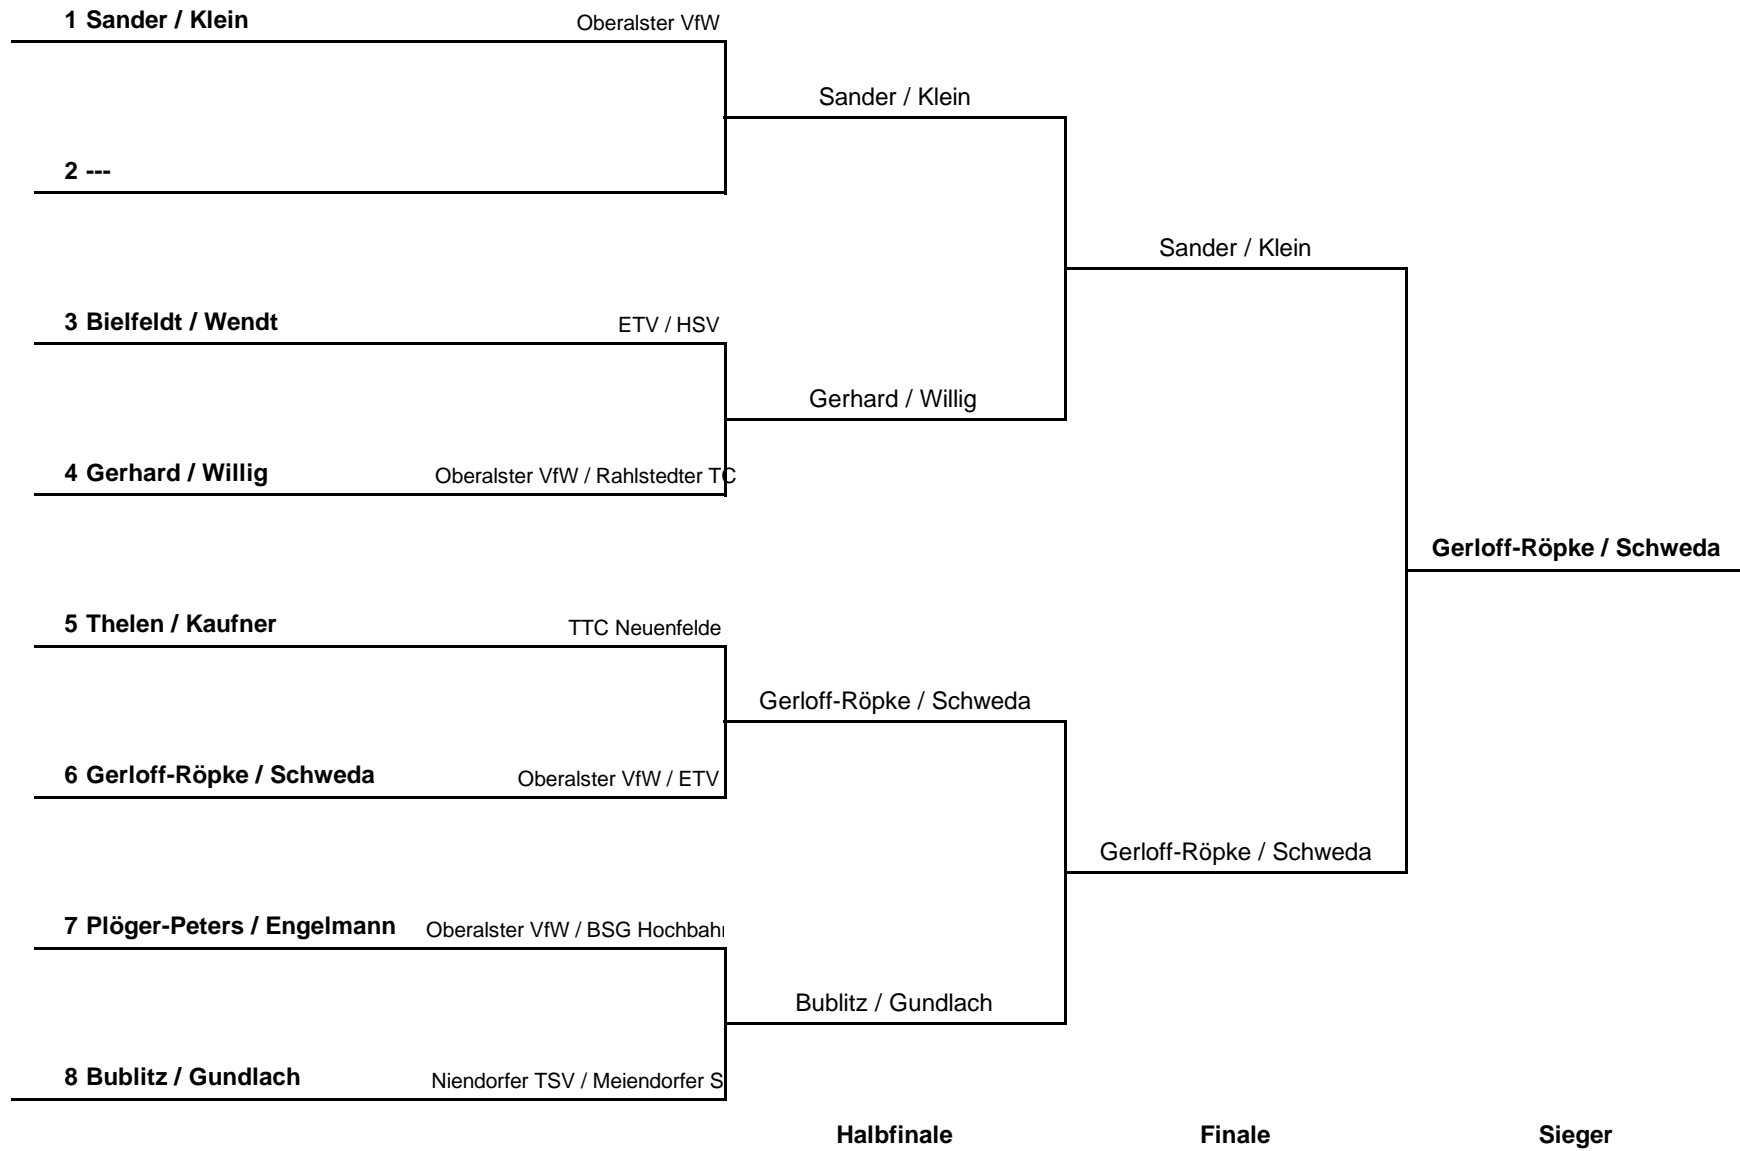 1 Sander / Klein Oberalster VfW
Sander / Klein
2 ---
Sander / Klein
3 Bielfeldt / Wendt ETV / HSV
Gerhard / Willig
4 Gerhard / Willig Oberalster VfW / Rahlstedter TC
Gerloff-Röpke / Schweda
5 Thelen / Kaufner TTC Neuenfelde
Gerloff-Röpke / Schweda
6 Gerloff-Röpke / Schweda Oberalster VfW / ETV
Gerloff-Röpke / Schweda
7 Plöger-Peters / Engelmann Oberalster VfW / BSG Hochbahn
Bublitz / Gundlach
8 Bublitz / Gundlach Niendorfer TSV / Meiendorfer S
Halbfinale Finale Sieger